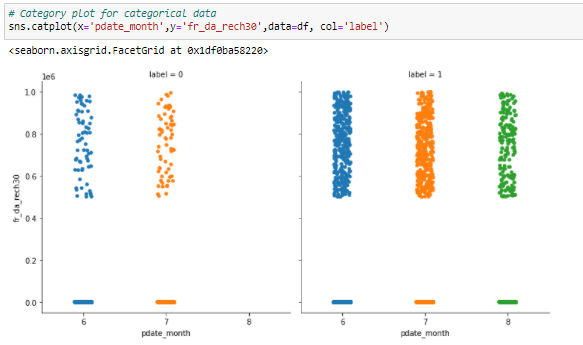 # Category plot for categorical data
sns.catplot(x='pdate_month',y='fr_da_rech30',data=df, col='label')
<seaborn.axisgrid.FacetGrid at 0x1df0ba58220>
1e6
label = 0
label = 1
1.0
0.8
0.6
0.4
0.2
0.0
fr_da_rech30
6 7 8
6 7 8
pdate_month
pdate_month